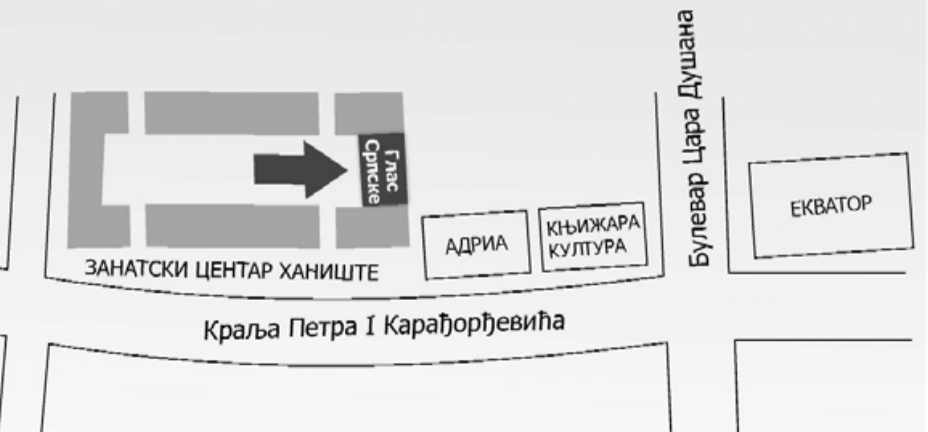 Булевар Цара Душана
Глас
Српске
ЕКВАТОР
АДРИА
КЊИЖАРА
КУЛТУРА
ЗАНАТСКИ ЦЕНТАР ХАНИШТЕ
Краља Петра I Карађорђевића